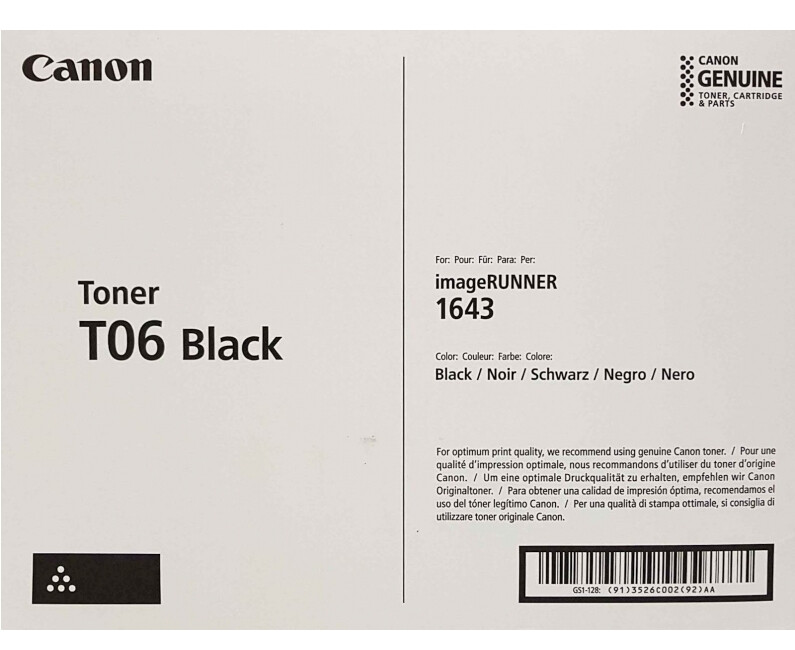 Canon
CANON
GENUINE
TONER, CARTRIDGE
& PARTS
Toner
T06 Black
For: Pour: Für: Para: Per:
imageRUNNER
1643
Color: Couleur: Farbe: Colore:
Black / Noir / Schwarz / Negro / Nero
For optimum print quality, we recommend using genuine Canon toner. / Pour une
qualité d'impression optimale, nous recommandons d'utiliser du toner d'origine
Canon. / Um eine optimale Druckqualität zu erhalten, empfehlen wir Canon
Originaltoner. / Para obtener una calidad de impresión óptima, recomendamos el
uso del tóner legítimo Canon. / Per una qualità di stampa ottimale, si consiglia di
utilizzare toner originale Canon.
GS1-128: (91)3526C002(92)AA